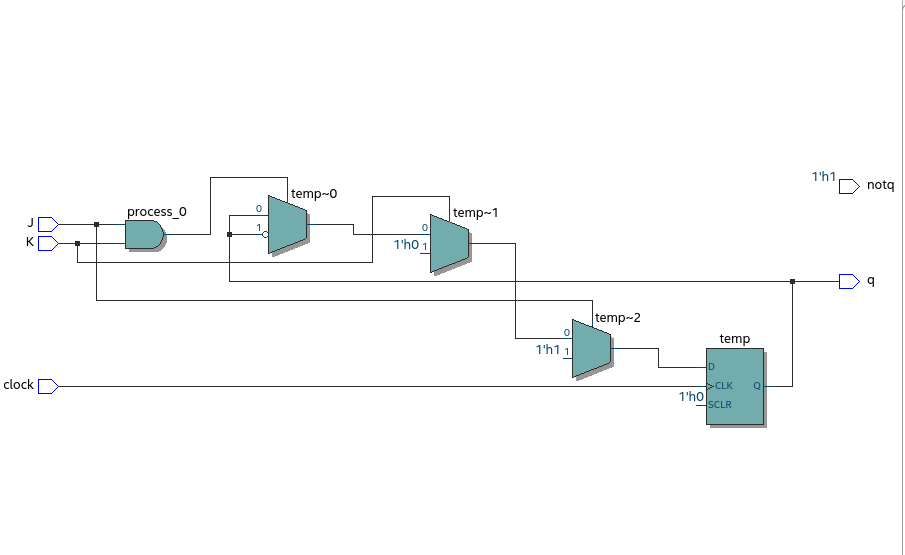 1'h1
notq
temp~0
process_0
temp~1
0
J
1
0
K
1'h0
1
q
temp~2
0
temp
1'h1
1
D
clock
CLK
Q
1'h0
SCLR